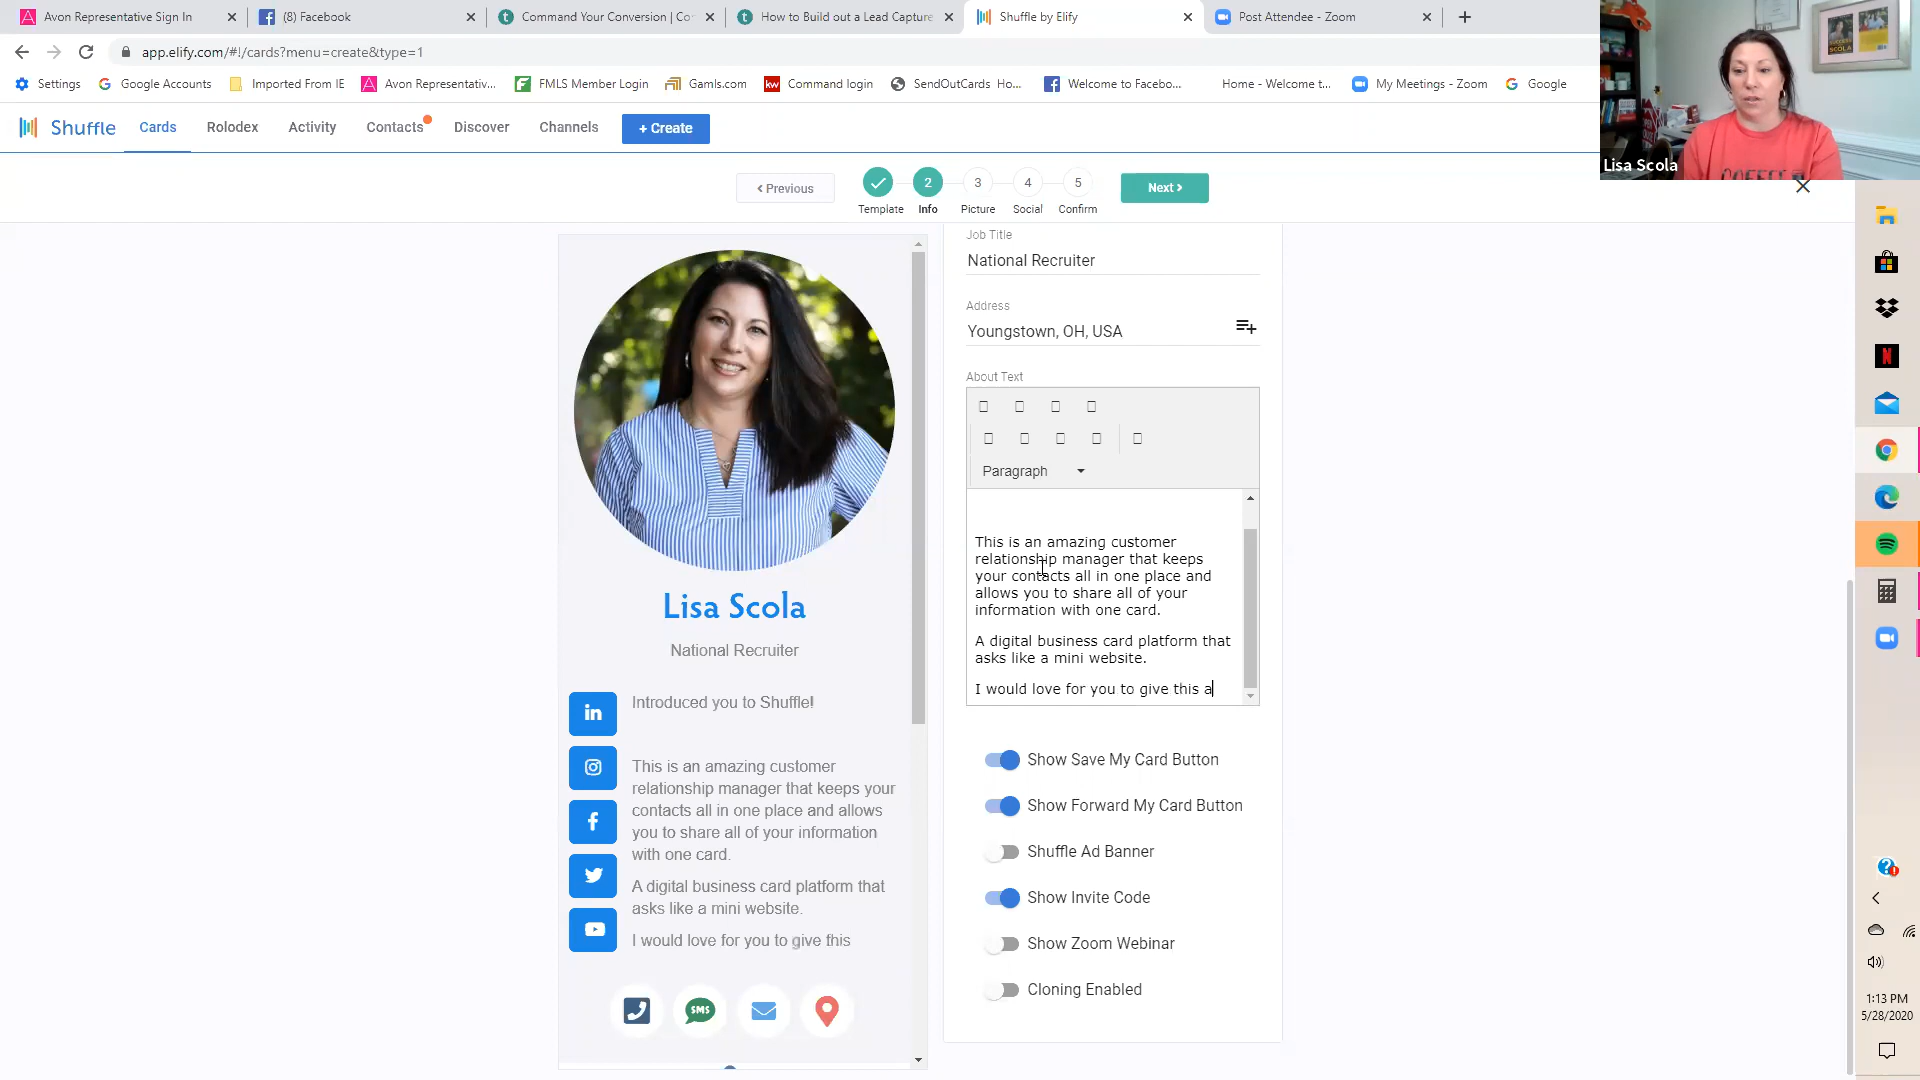 Avon Representative Sign In
(8) Facebook
Command Your Conversion | Co
How to Build out a Lead Capture
Shuffle by Elify
Post Attendee - Zoom
app.elify.com/#!/cards?menu=create&type=1
Settings
Google Accounts
Imported From IE
Avon Representativ...
FMLS Member Login
Gamls.com
Command login
SendOutCards Ho...
Welcome to Facebo...
Home - Welcome t...
My Meetings - Zoom
Google
SCOLA
Lisa Scola
Shuffle
Cards
Rolodex
Activity
Contacts
Discover
Channels
+ Create
Previous
2
3
4
5
Next
Template
Info
Picture
Social
Confirm
Lisa Scola
National Recruiter
Introduced you to Shuffle!
This is an amazing customer
relationship manager that keeps your
contacts all in one place and allows
you to share all of your information
with one card.
A digital business card platform that
asks like a mini website.
I would love for you to give this
SMS
Job Title
National Recruiter
Address
Youngstown, OH, USA
About Text
Paragraph
This is an amazing customer
relationship manager that keeps
your contacts all in one place and
allows you to share all of your
information with one card.
A digital business card platform that
asks like a mini website.
I would love for you to give this a
Show Save My Card Button
Show Forward My Card Button
Shuffle Ad Banner
Show Invite Code
Show Zoom Webinar
Cloning Enabled
1:13 PM
5/28/2020